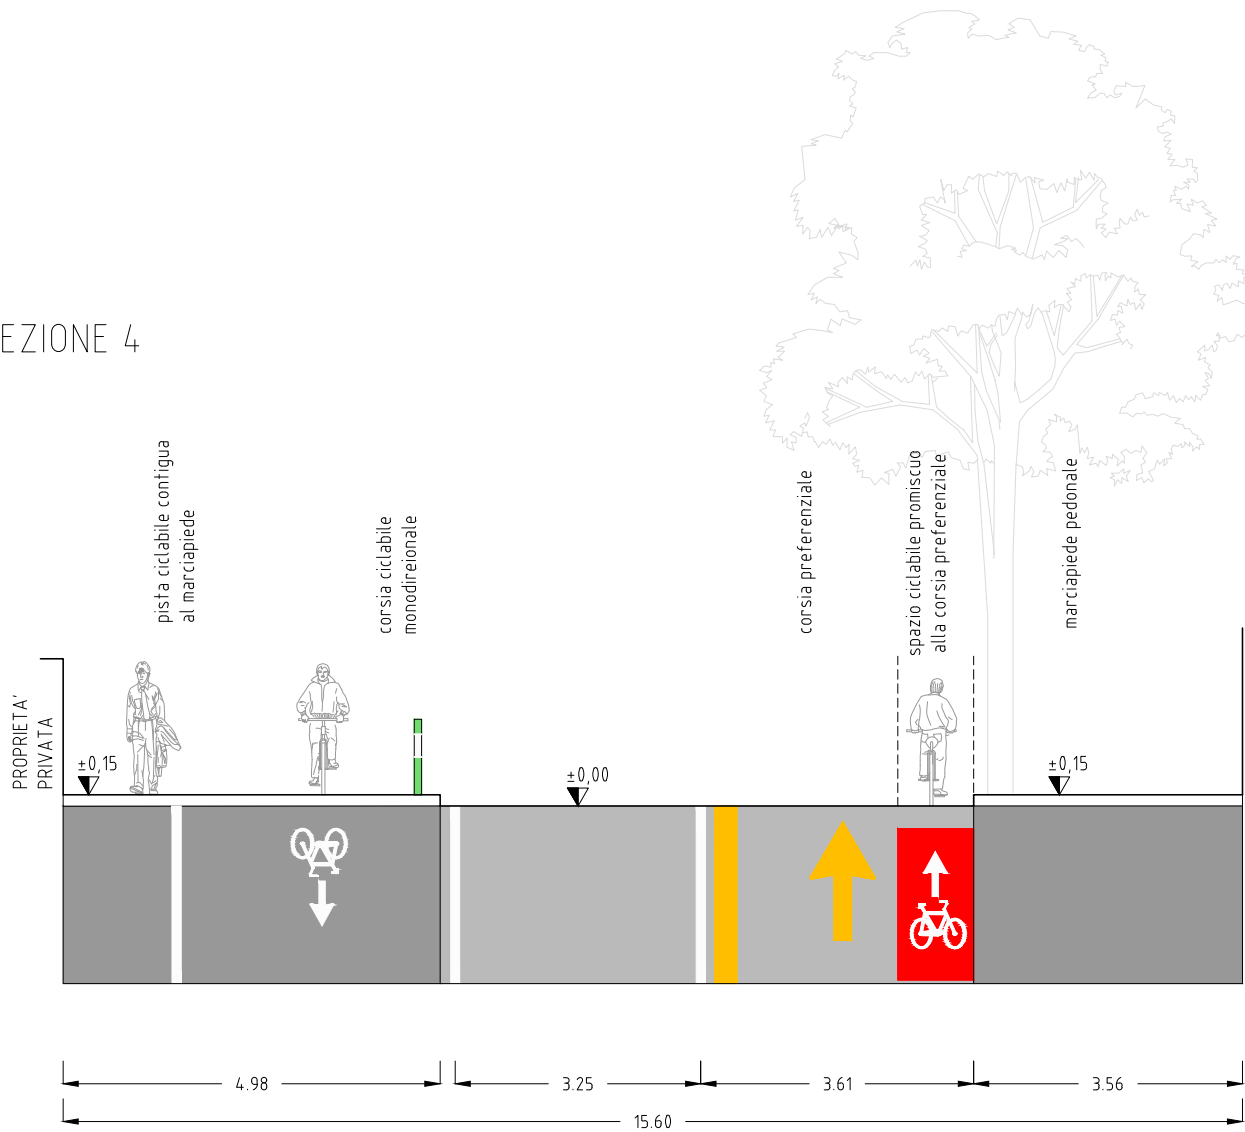 EZIONE 4
pista ciclabile contigua
al marciapiede
corsia ciclabile
monodireionale
corsia preferenziale
spazio ciclabile promiscuo
alla corsia preferenziale
marciapiede pedonale
PROPRIETA'
PRIVATA
±0,15
±0,00
±0,15
4.98
3.25
3.61
3.56
15.60